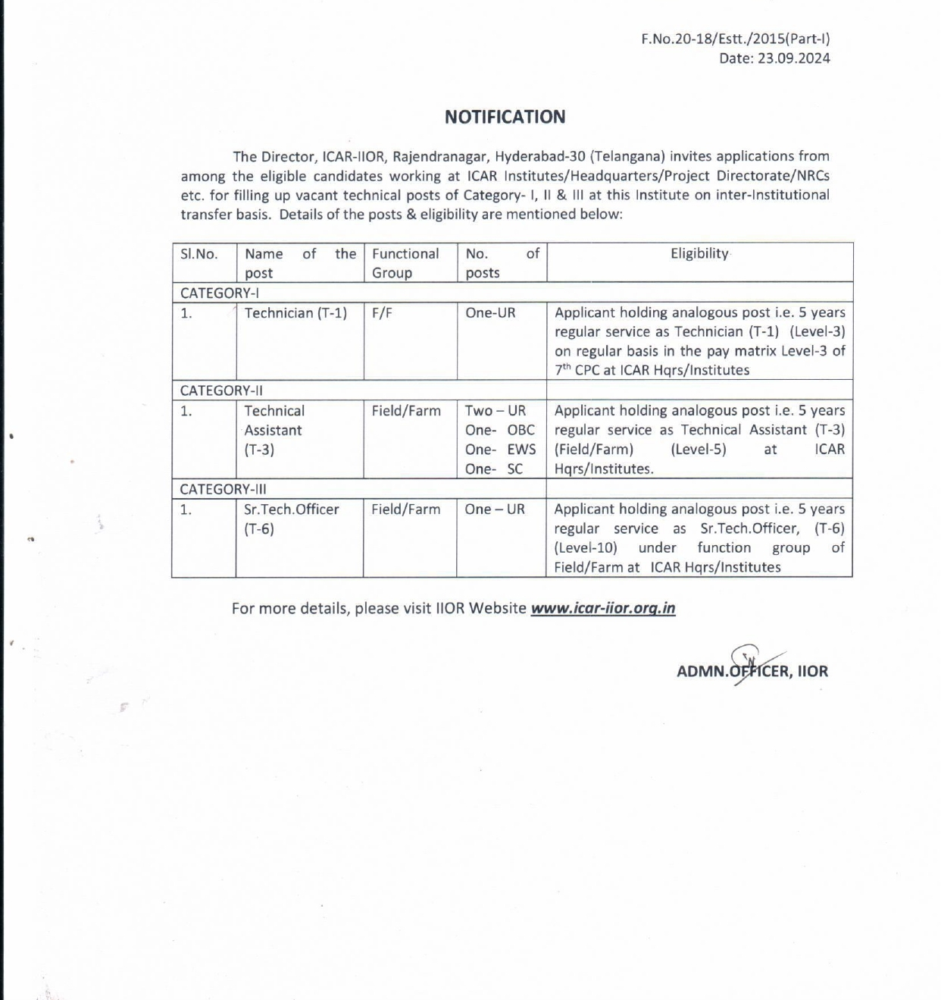 F.No.20-18/Estt./2015(Part-I)
Date: 23.09.2024
NOTIFICATION
The Director, ICAR-IIOR, Rajendranagar, Hyderabad-30 (Telangana) invites applications from
among the eligible candidates working at ICAR Institutes/Headquarters/Project Directorate/NRCs
etc. for filling up vacant technical posts of Category- I, II & III at this Institute on inter-Institutional
transfer basis. Details of the posts & eligibility are mentioned below:
Sl.No. Name of the Functional No. of Eligibility
post Group posts
CATEGORY-I
1. Technician (T-1) F/F One-UR Applicant holding analogous post i.e. 5 years
regular service as Technician (T-1) (Level-3)
on regular basis in the pay matrix Level-3 of
7th CPC at ICAR Hqrs/Institutes
CATEGORY-II
1. Technical Field/Farm Two – UR Applicant holding analogous post i.e. 5 years
Assistant One- OBC regular service as Technical Assistant (T-3)
(T-3) One- EWS (Field/Farm) (Level-5) at ICAR
One- SC Hqrs/Institutes.
CATEGORY-III
1. Sr.Tech.Officer Field/Farm One – UR Applicant holding analogous post i.e. 5 years
(T-6) regular service as Sr.Tech.Officer, (T-6)
(Level-10) under function group of
Field/Farm at ICAR Hqrs/Institutes
For more details, please visit IIOR Website www.icar-iior.org.in
ADMN.OFFICER, IIOR